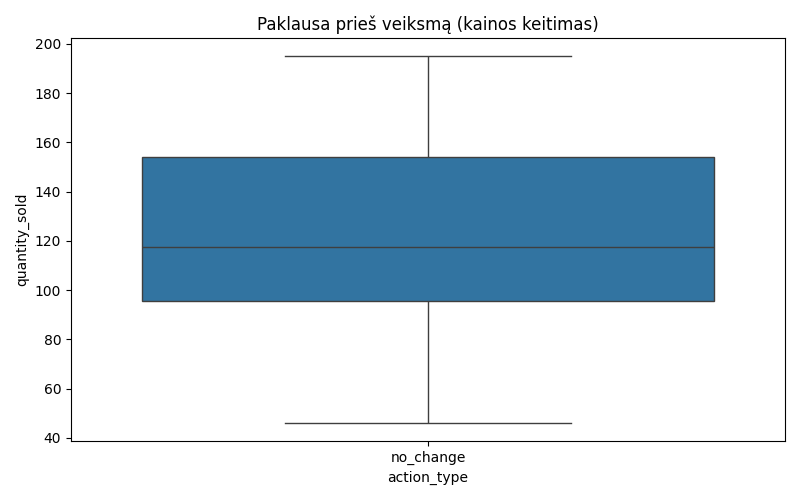 Paklausa prieš veiksmą (kainos keitimas)
200
180
160
140
120
100
80
60
40
quantity_sold
no_change
action_type